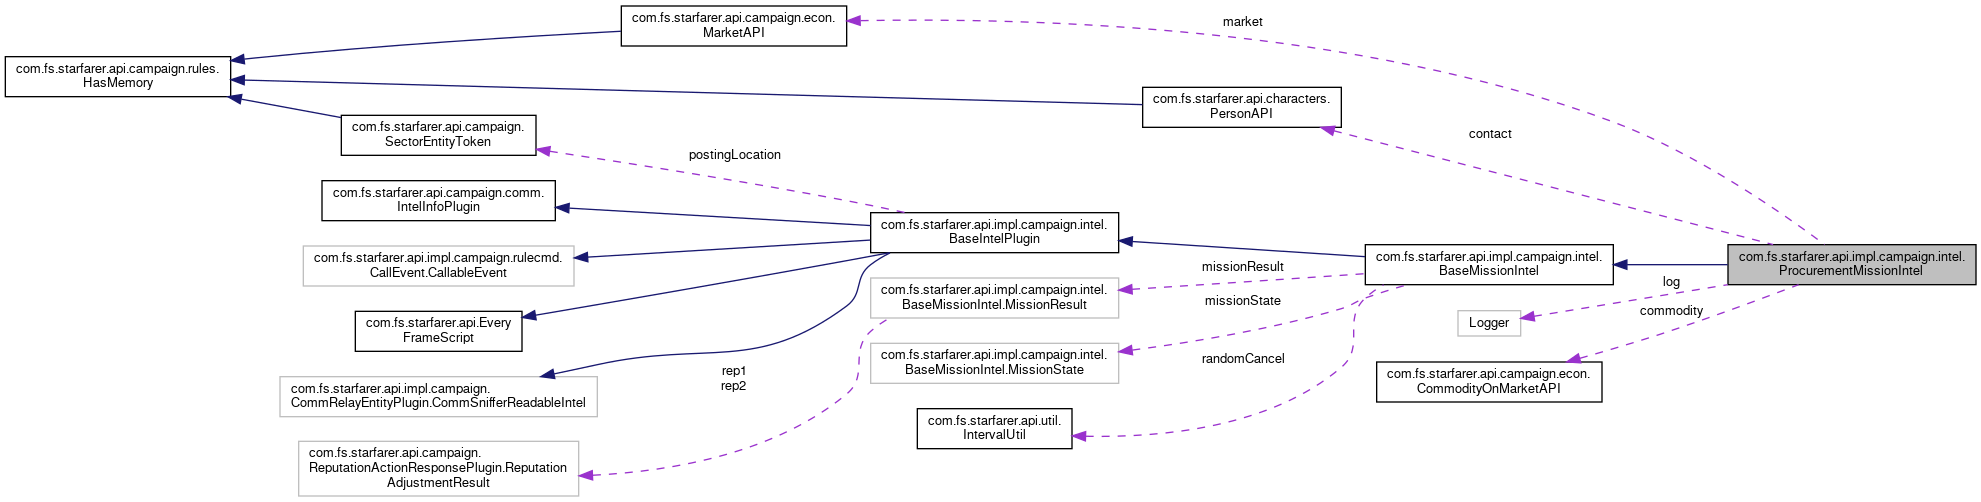 com.fs.starfarer.api.campaign.econ.
MarketAPI
market
com.fs.starfarer.api.campaign.rules.
HasMemory
com.fs.starfarer.api.characters.
PersonAPI
com.fs.starfarer.api.campaign.
SectorEntityToken
contact
postingLocation
com.fs.starfarer.api.campaign.comm.
IntelInfoPlugin
com.fs.starfarer.api.impl.campaign.intel.
BaseIntelPlugin
com.fs.starfarer.api.impl.campaign.rulecmd.
CallEvent.CallableEvent
com.fs.starfarer.api.impl.campaign.intel.
BaseMissionIntel
com.fs.starfarer.api.impl.campaign.intel.
ProcurementMissionIntel
missionResult
com.fs.starfarer.api.impl.campaign.intel.
BaseMissionIntel.MissionResult
log
missionState
commodity
com.fs.starfarer.api.Every
FrameScript
Logger
com.fs.starfarer.api.impl.campaign.intel.
BaseMissionIntel.MissionState
randomCancel
rep1
rep2
com.fs.starfarer.api.campaign.econ.
CommodityOnMarketAPI
com.fs.starfarer.api.impl.campaign.
CommRelayEntityPlugin.CommSnifferReadableIntel
com.fs.starfarer.api.util.
IntervalUtil
com.fs.starfarer.api.campaign.
ReputationActionResponsePlugin.Reputation
AdjustmentResult